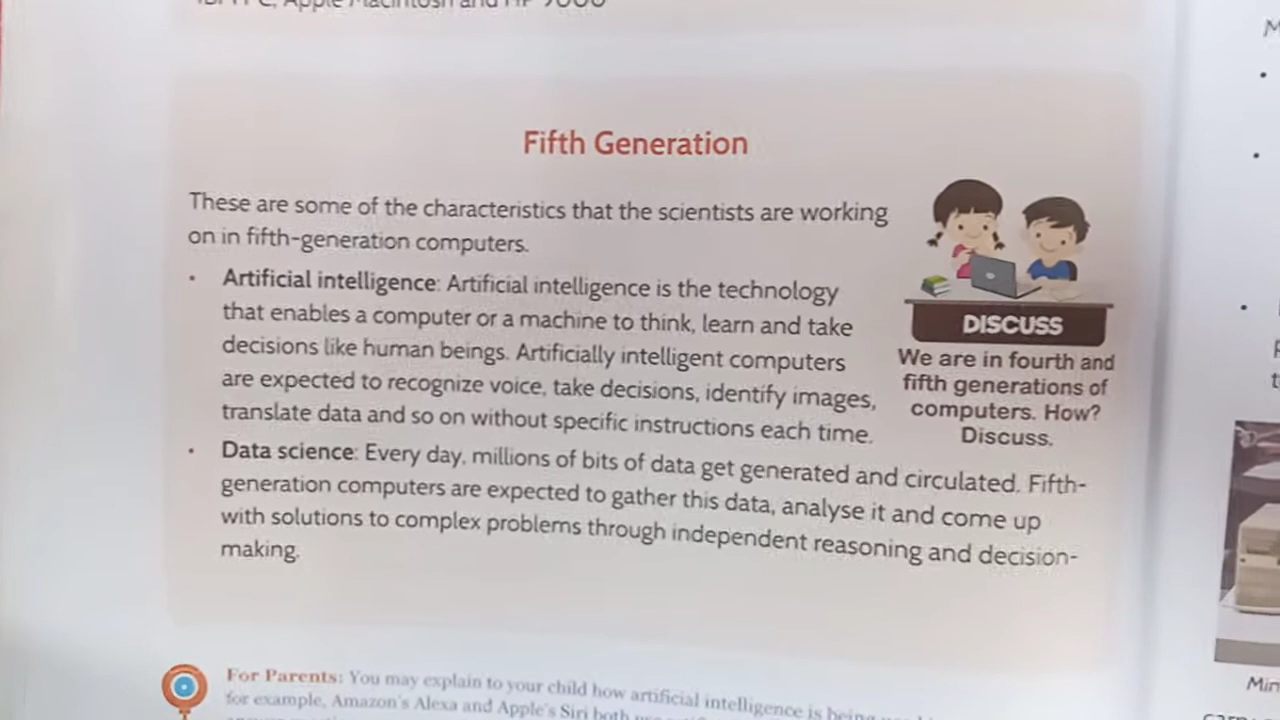 Apple Macintosh and HP 9000
Fifth Generation
These are some of the characteristics that the scientists are working
on in fifth-generation computers.
• Artificial intelligence: Artificial intelligence is the technology
that enables a computer or a machine to think, learn and take
decisions like human beings. Artificially intelligent computers
are expected to recognize voice, take decisions, identify images,
translate data and so on without specific instructions each time.
• Data science: Every day, millions of bits of data get generated and circulated. Fifth-
generation computers are expected to gather this data, analyse it and come up
with solutions to complex problems through independent reasoning and decision-
making.
DISCUSS
We are in fourth and
fifth generations of
computers. How?
Discuss.
For Parents: You may explain to your child how artificial intelligence is being
for example, Amazon's Alexa and Apple's Siri both